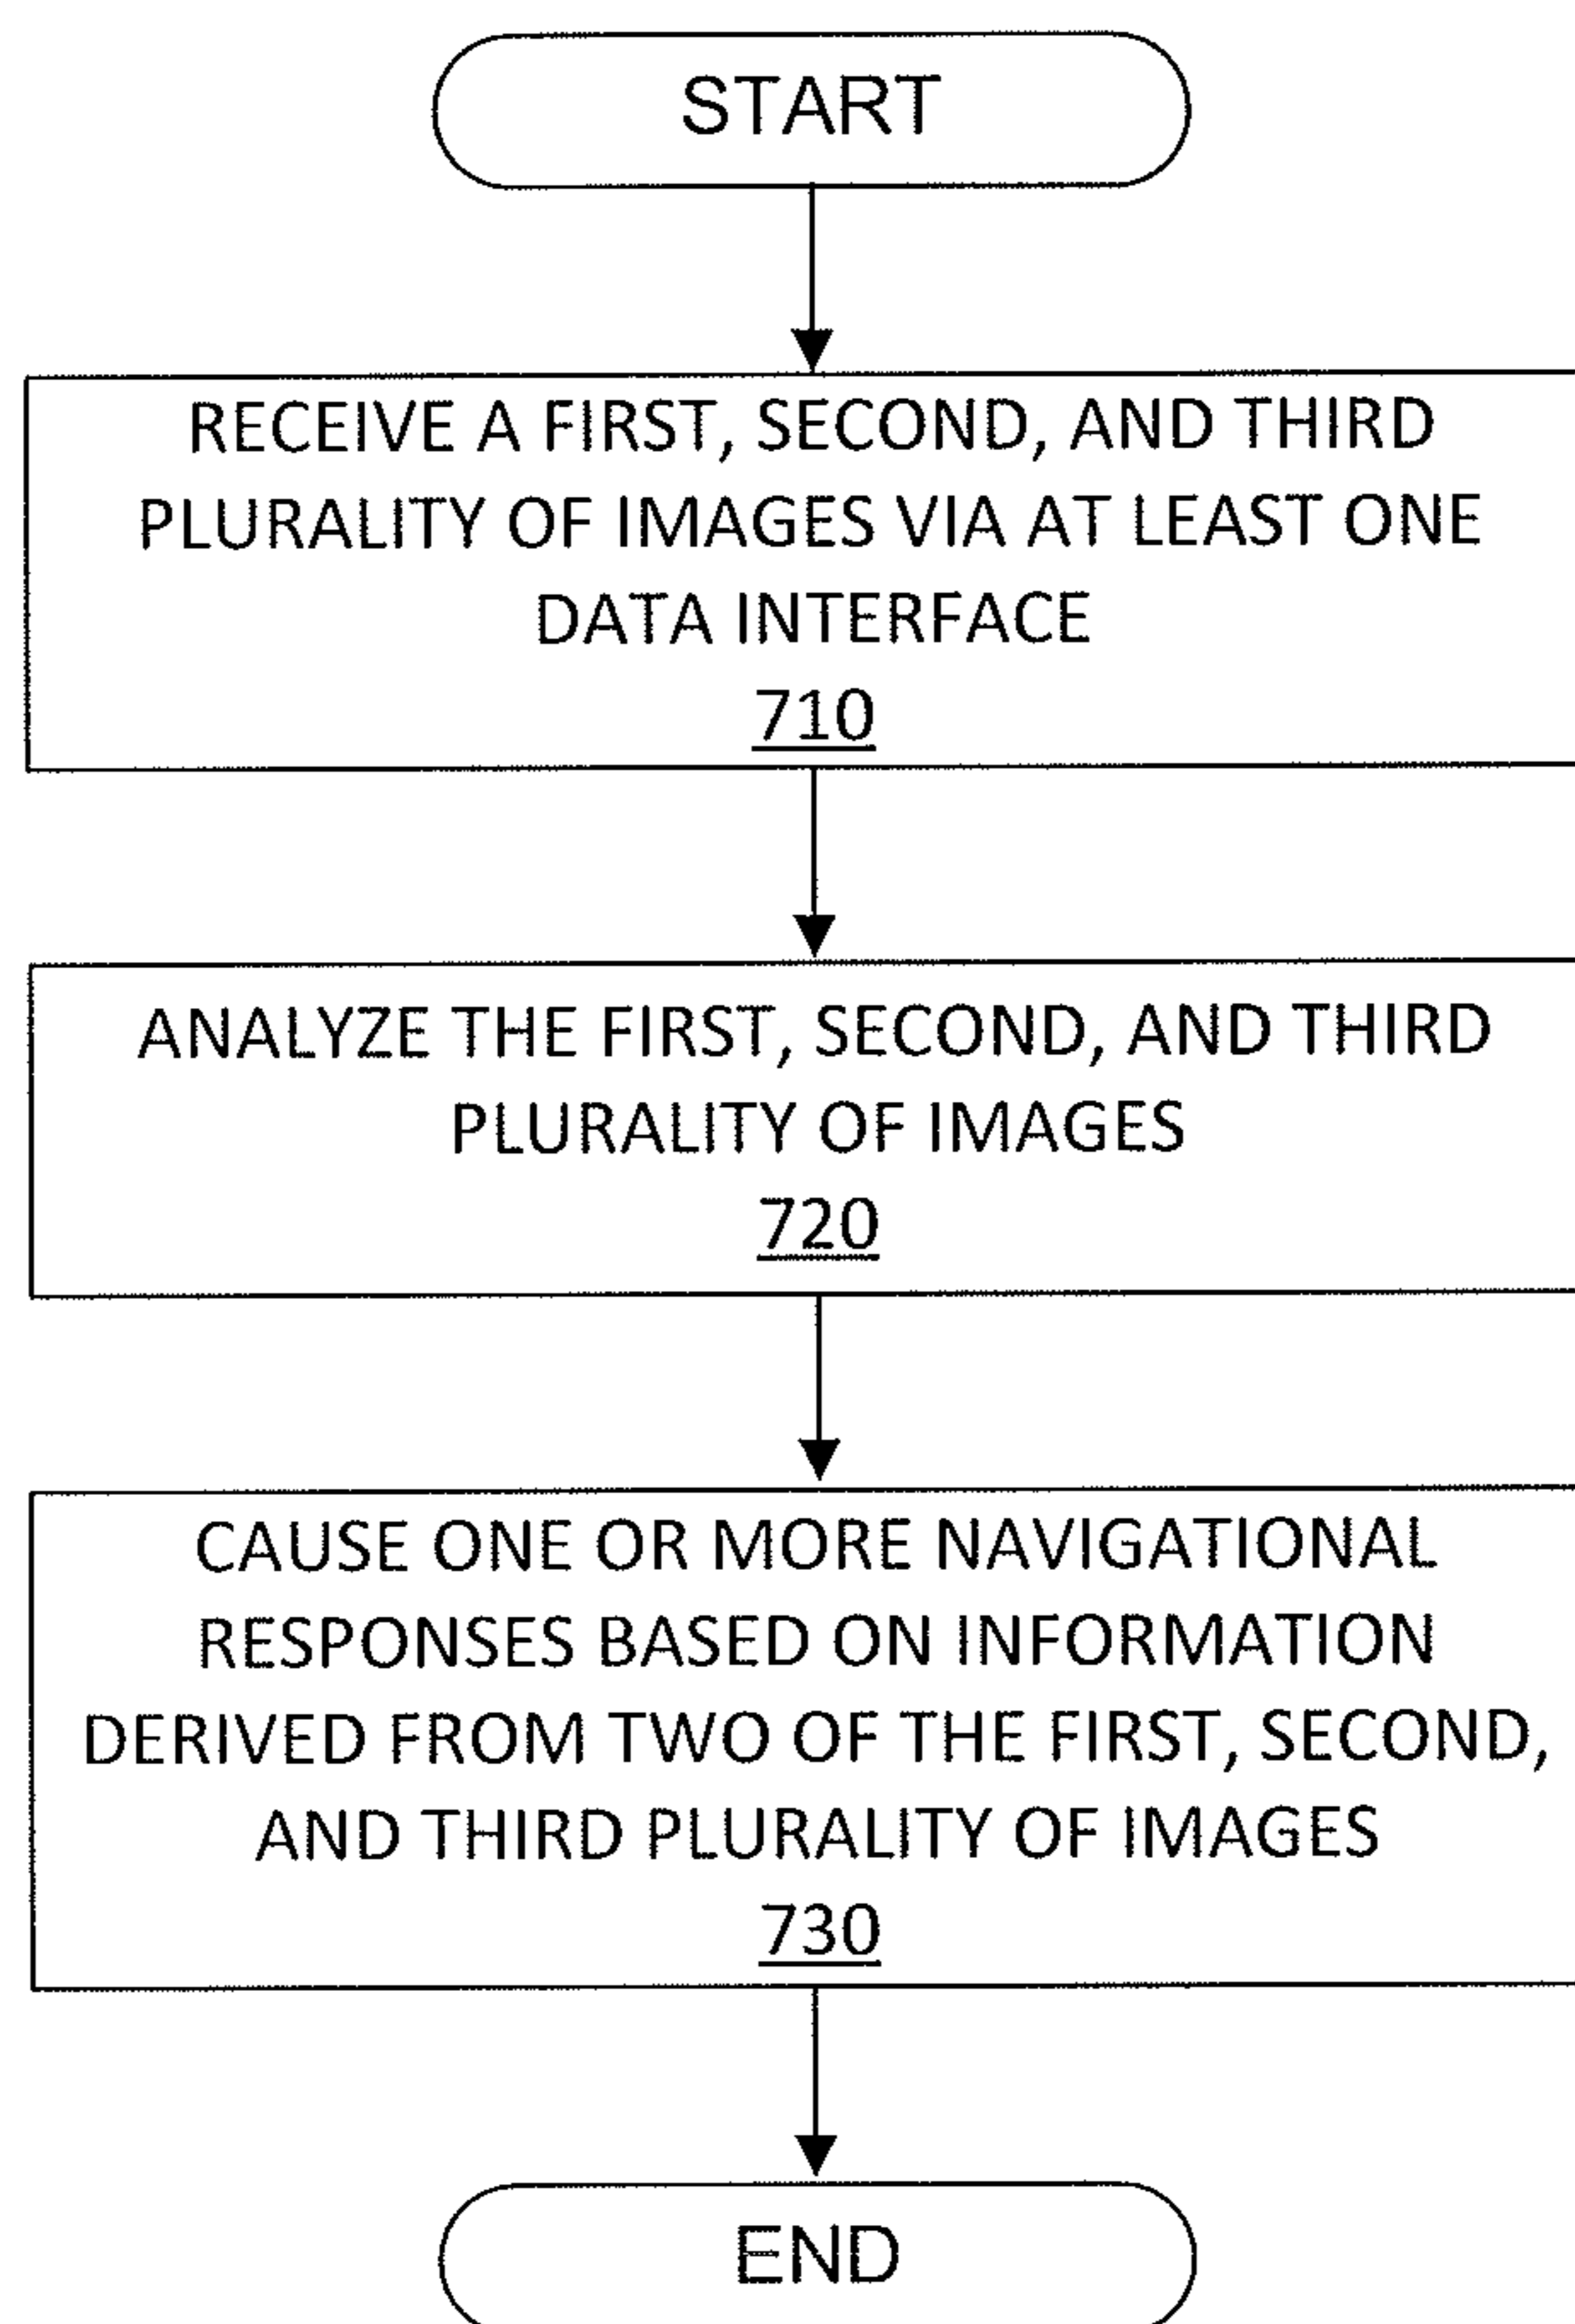 START
RECEIVE A FIRST, SECOND, AND THIRD
PLURALITY OF IMAGES VIA AT LEAST ONE
DATA INTERFACE
710
ANALYZE THE FIRST, SECOND, AND THIRD
PLURALITY OF IMAGES
720
CAUSE ONE OR MORE NAVIGATIONAL
RESPONSES BASED ON INFORMATION
DERIVED FROM TWO OF THE FIRST, SECOND,
AND THIRD PLURALITY OF IMAGES
730
END